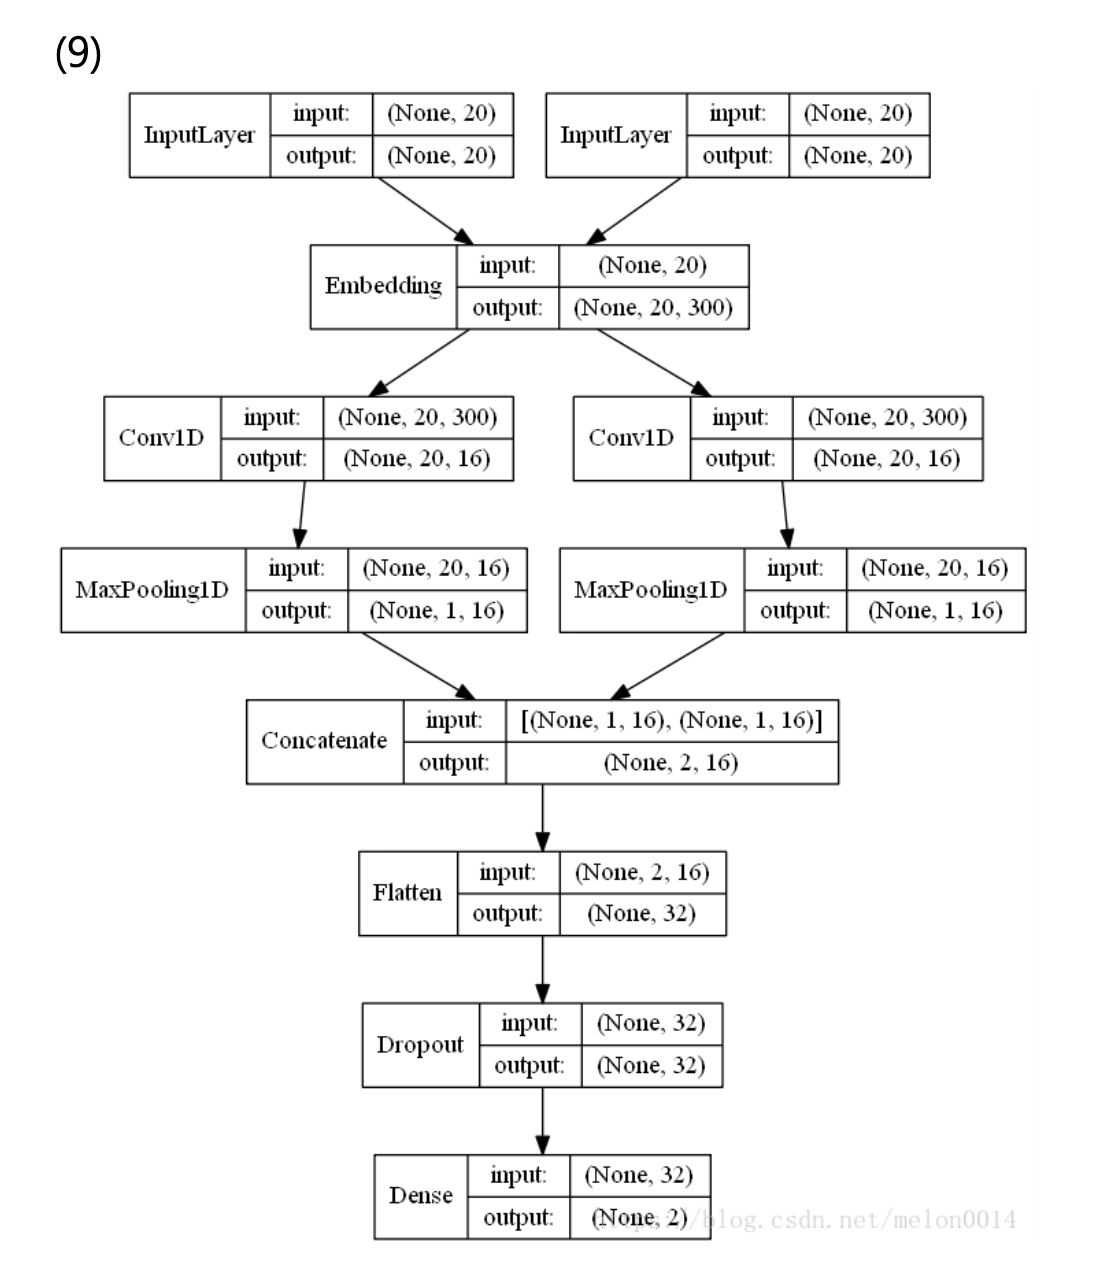 (9)
InputLayer input: (None, 20) output: (None, 20)
InputLayer input: (None, 20) output: (None, 20)
Embedding input: (None, 20) output: (None, 20, 300)
Conv1D input: (None, 20, 300) output: (None, 20, 16)
Conv1D input: (None, 20, 300) output: (None, 20, 16)
MaxPooling1D input: (None, 20, 16) output: (None, 1, 16)
MaxPooling1D input: (None, 20, 16) output: (None, 1, 16)
Concatenate input: [(None, 1, 16), (None, 1, 16)] output: (None, 2, 16)
Flatten input: (None, 2, 16) output: (None, 32)
Dropout input: (None, 32) output: (None, 32)
Dense input: (None, 32) output: (None, 2)
https://blog.csdn.net/melon0014